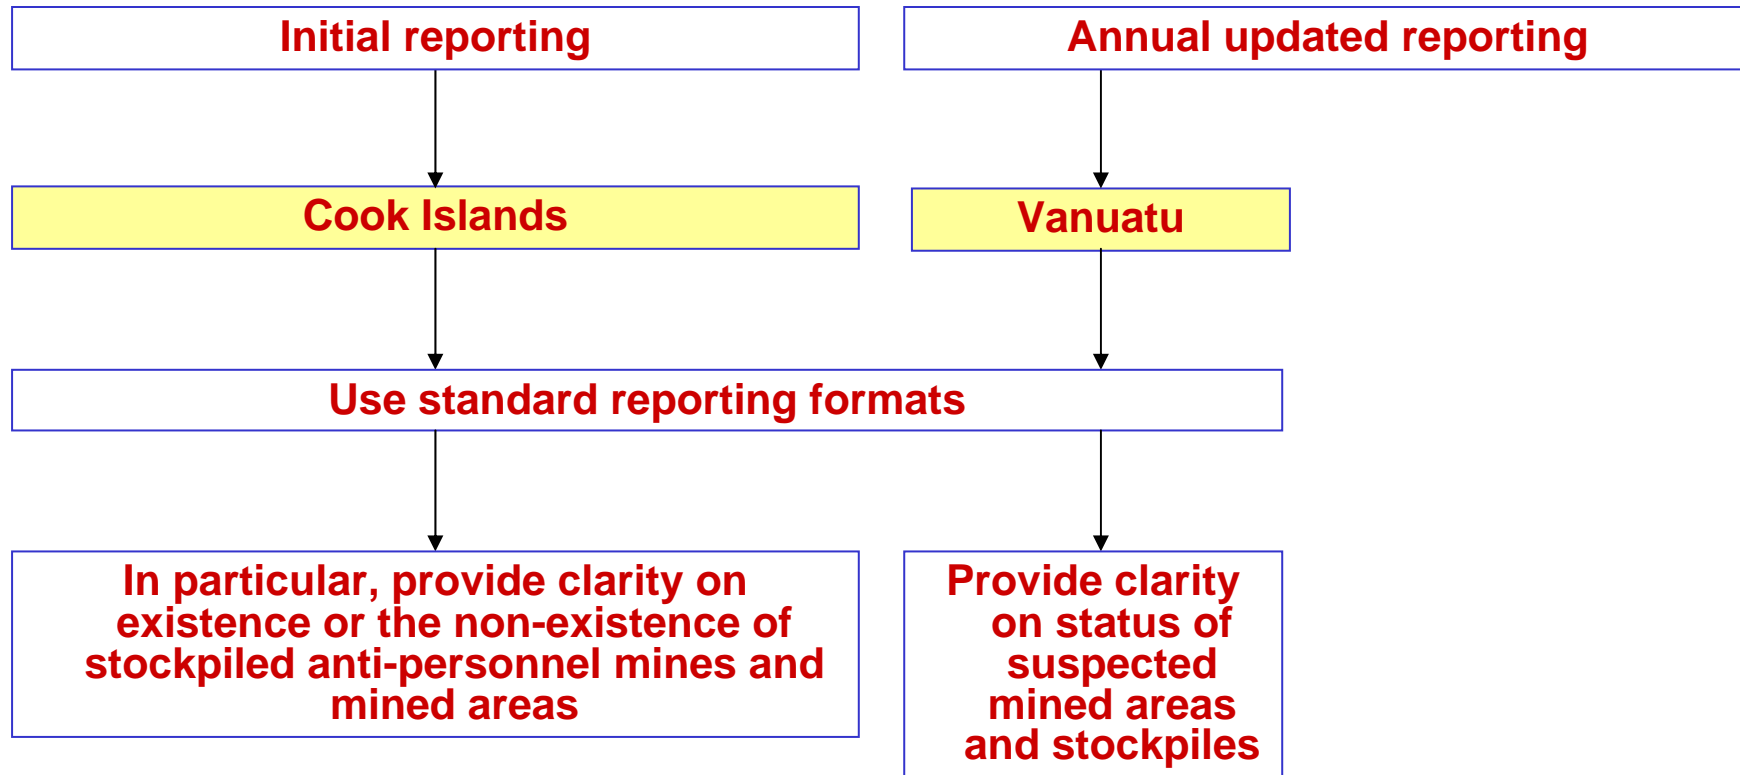 Initial reporting
Annual updated reporting
Cook Islands
Vanuatu
Use standard reporting formats
In particular, provide clarity on
existence or the non-existence of
stockpiled anti-personnel mines and
mined areas
Provide clarity
on status of
suspected
mined areas
and stockpiles